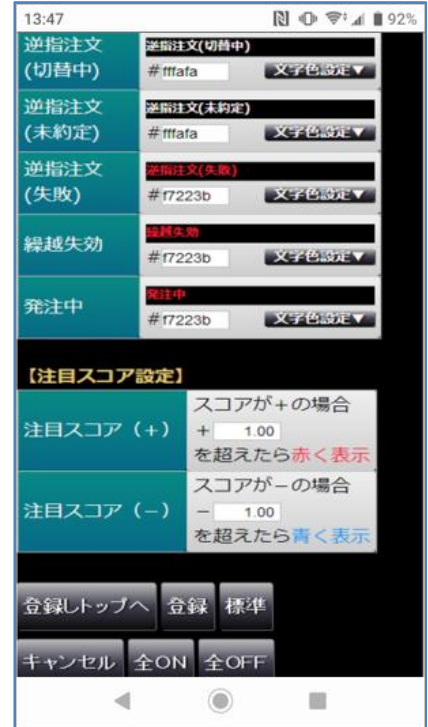 13:47 92%
逆指注文
(切替中)
逆指注文(切替中)
# fffafa 文字色設定▼
逆指注文
(未約定)
逆指注文(未約定)
# fffafa 文字色設定▼
逆指注文
(失敗)
逆指注文(失敗)
# f7223b 文字色設定▼
繰越失効
繰越失効
# f7223b 文字色設定▼
発注中
発注中
# f7223b 文字色設定▼
【注目スコア設定】
注目スコア（+）
スコアが+の場合
+ 1.00
を超えたら赤く表示
注目スコア（−）
スコアが−の場合
− 1.00
を超えたら青く表示
登録しトップへ 登録 標準
キャンセル 全ON 全OFF